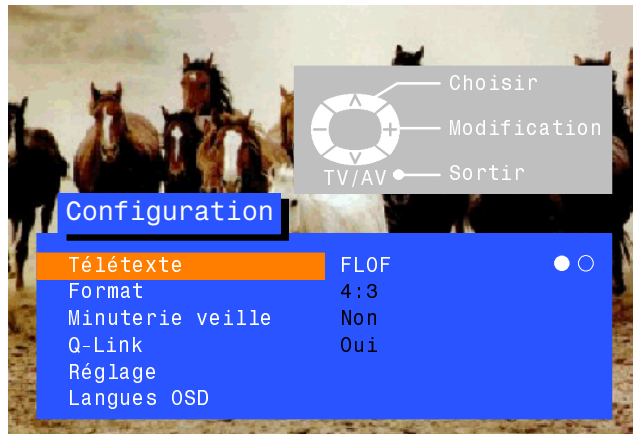 Choisir
Modification
TV/AV Sortir
Configuration
Télétexte FLOF
Format 4:3
Minuterie veille Non
Q-Link Oui
Réglage
Langues OSD